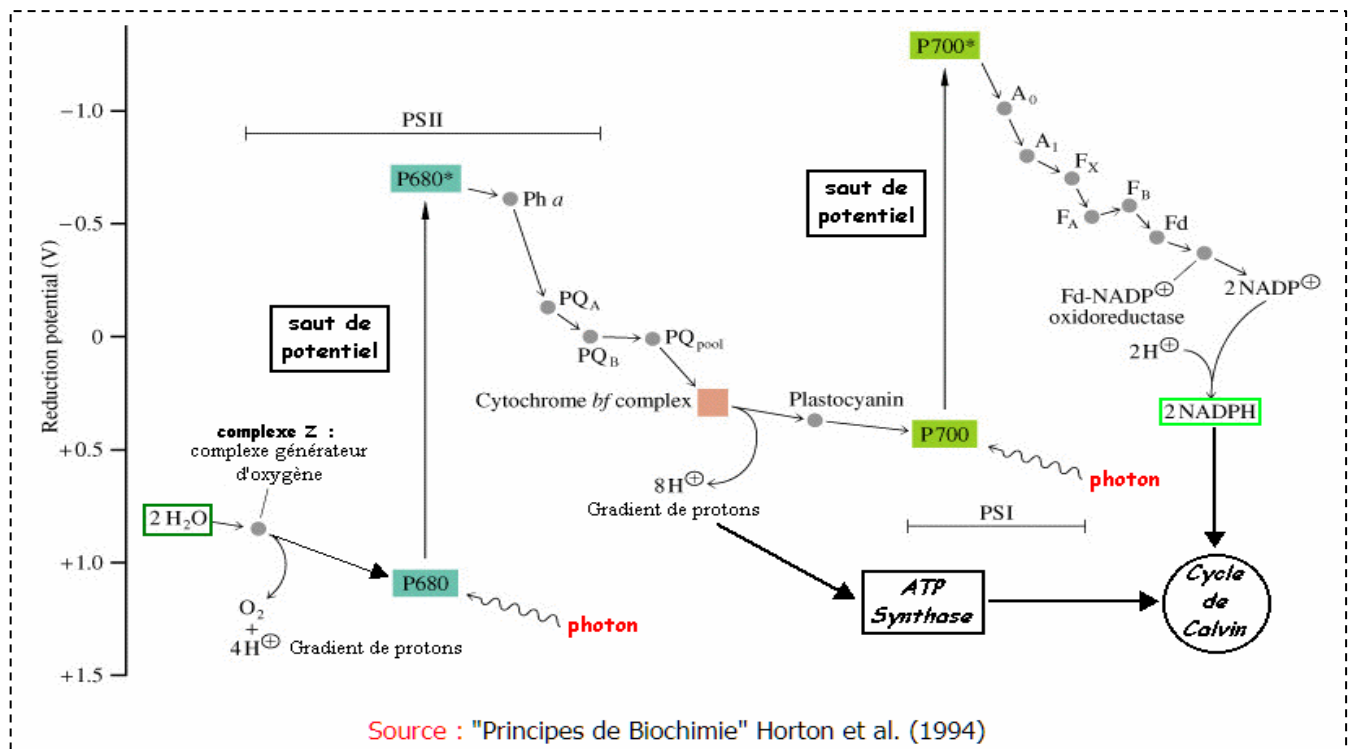 Reduction potential (V)
−1.0
−0.5
0
+0.5
+1.0
+1.5
PSII
P680*
Ph a
saut de
potentiel
PQA
PQB
PQpool
Cytochrome bf complex
complexe Z :
complexe générateur
d'oxygène
2 H₂O
O₂
+
4H⊕ Gradient de protons
P680
photon
8H⊕
Gradient de protons
Plastocyanin
P700*
saut de
potentiel
A₀
A₁
FX
FA
FB
Fd
Fd-NADP⊕
oxidoreductase
2 NADP⊕
2H⊕
2 NADPH
P700
photon
PSI
ATP
Synthase
Cycle
de
Calvin
Source : "Principes de Biochimie" Horton et al. (1994)